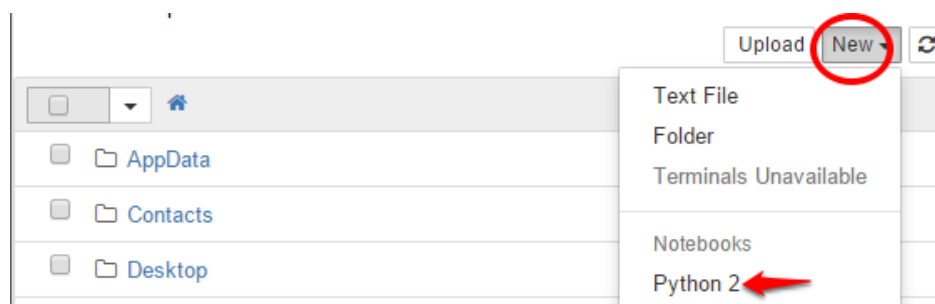 Upload New
Text File
Folder
AppData
Terminals Unavailable
Contacts
Notebooks
Desktop
Python 2